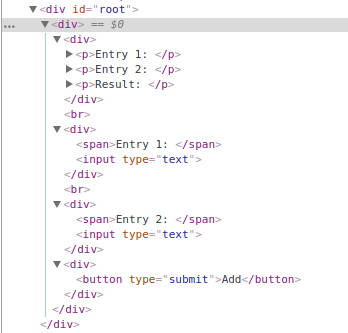 ▼<div id="root">
... ▼<div> == $0
▼<div>
▶<p>Entry 1: </p>
▶<p>Entry 2: </p>
▶<p>Result: </p>
</div>
<br>
▼<div>
<span>Entry 1: </span>
<input type="text">
</div>
<br>
▼<div>
<span>Entry 2: </span>
<input type="text">
</div>
▼<div>
<button type="submit">Add</button>
</div>
</div>
</div>